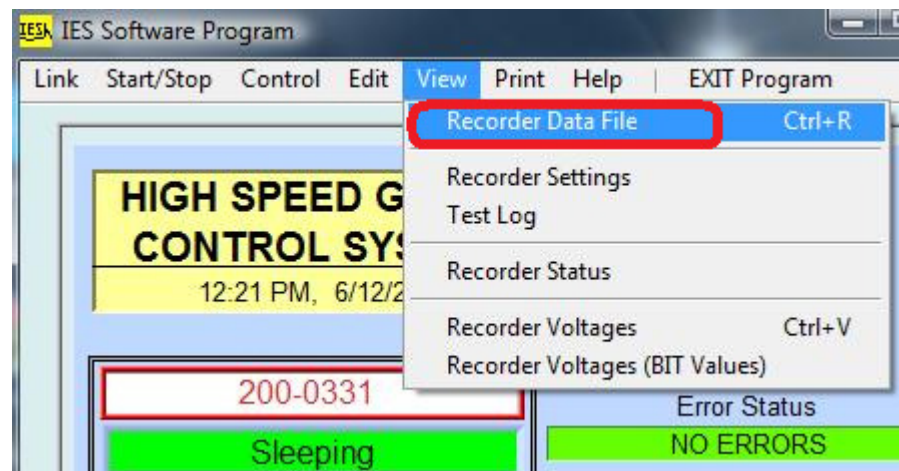 IESA IES Software Program
Link Start/Stop Control Edit View Print Help | EXIT Program
Recorder Data File Ctrl+R
Recorder Settings
Test Log
Recorder Status
Recorder Voltages Ctrl+V
Recorder Voltages (BIT Values)
HIGH SPEED G
CONTROL SYS
12:21 PM, 6/12/2
200-0331
Sleeping
Error Status
NO ERRORS